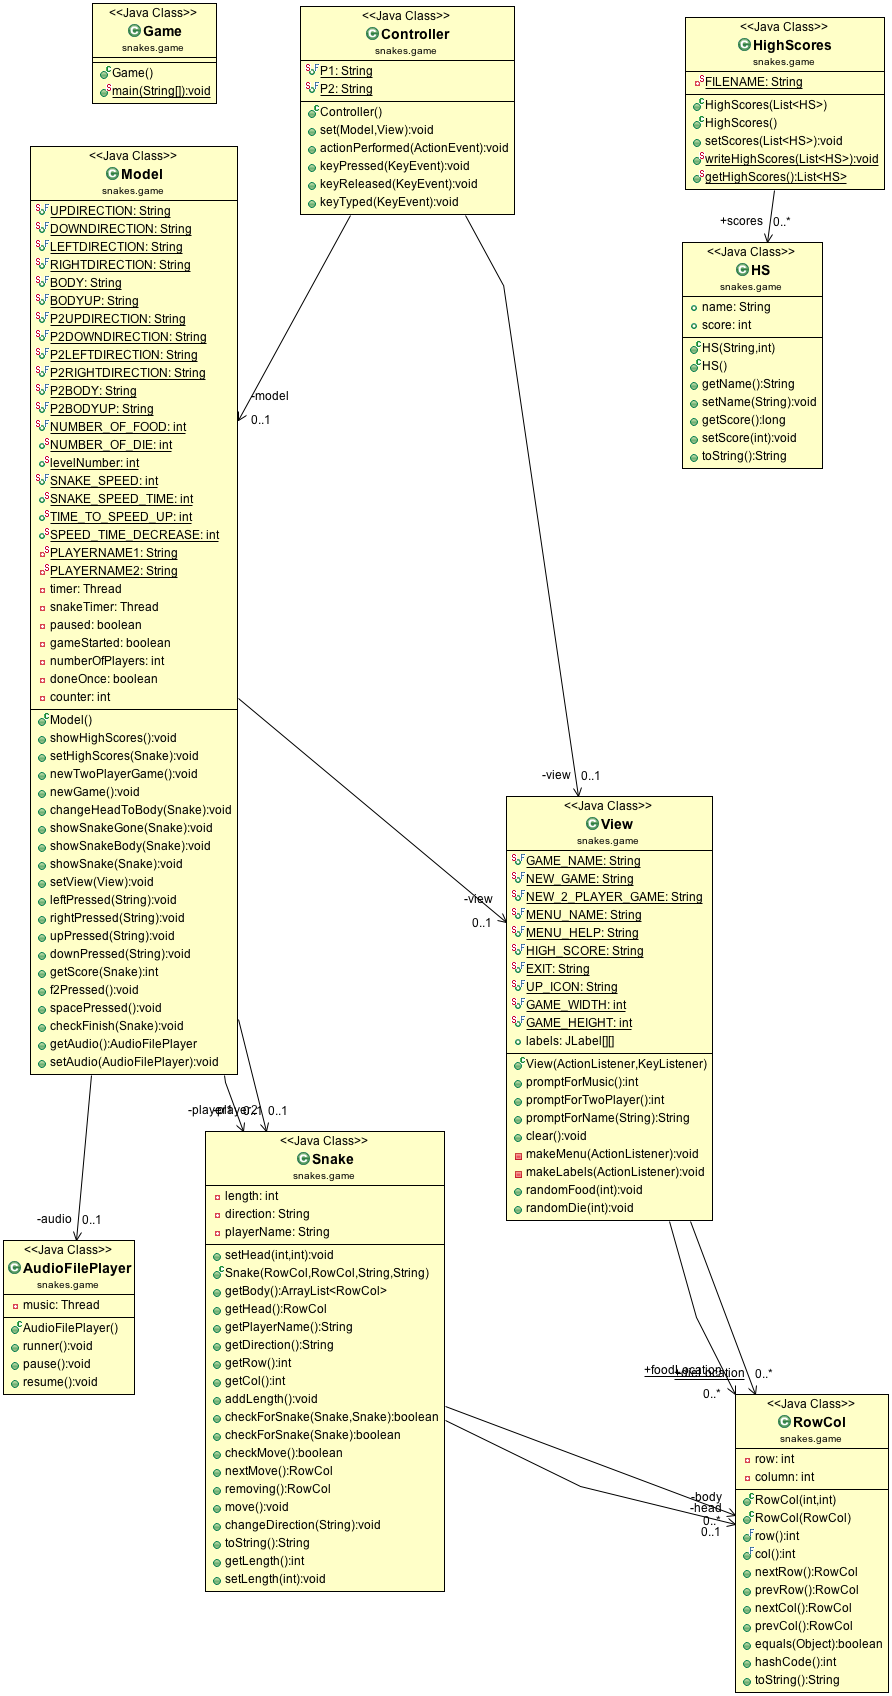 <<Java Class>>
Game
snakes.game
Game()
main(String[]):void
<<Java Class>>
Controller
snakes.game
P1: String
P2: String
Controller()
set(Model,View):void
actionPerformed(ActionEvent):void
keyPressed(KeyEvent):void
keyReleased(KeyEvent):void
keyTyped(KeyEvent):void
<<Java Class>>
HighScores
snakes.game
FILENAME: String
HighScores(List<HS>)
HighScores()
setScores(List<HS>):void
writeHighScores(List<HS>):void
getHighScores():List<HS>
+scores 0..*
<<Java Class>>
HS
snakes.game
name: String
score: int
HS(String,int)
HS()
getName():String
setName(String):void
getScore():long
setScore(int):void
toString():String
<<Java Class>>
Model
snakes.game
UPDIRECTION: String
DOWNDIRECTION: String
LEFTDIRECTION: String
RIGHTDIRECTION: String
BODY: String
BODYUP: String
P2UPDIRECTION: String
P2DOWNDIRECTION: String
P2LEFTDIRECTION: String
P2RIGHTDIRECTION: String
P2BODY: String
P2BODYUP: String
NUMBER_OF_FOOD: int
NUMBER_OF_DIE: int
levelNumber: int
SNAKE_SPEED: int
SNAKE_SPEED_TIME: int
TIME_TO_SPEED_UP: int
SPEED_TIME_DECREASE: int
PLAYERNAME1: String
PLAYERNAME2: String
timer: Thread
snakeTimer: Thread
paused: boolean
gameStarted: boolean
numberOfPlayers: int
doneOnce: boolean
counter: int
Model()
showHighScores():void
setHighScores(Snake):void
newTwoPlayerGame():void
newGame():void
changeHeadToBody(Snake):void
showSnakeGone(Snake):void
showSnakeBody(Snake):void
showSnake(Snake):void
setView(View):void
leftPressed(String):void
rightPressed(String):void
upPressed(String):void
downPressed(String):void
getScore(Snake):int
f2Pressed():void
spacePressed():void
checkFinish(Snake):void
getAudio():AudioFilePlayer
setAudio(AudioFilePlayer):void
-model
0..1
-view 0..1
-view
0..1
<<Java Class>>
View
snakes.game
GAME_NAME: String
NEW_GAME: String
NEW_2_PLAYER_GAME: String
MENU_NAME: String
MENU_HELP: String
HIGH_SCORE: String
EXIT: String
UP_ICON: String
GAME_WIDTH: int
GAME_HEIGHT: int
labels: JLabel[][]
View(ActionListener,KeyListener)
promptForMusic():int
promptForTwoPlayer():int
promptForName(String):String
clear():void
makeMenu(ActionListener):void
makeLabels(ActionListener):void
randomFood(int):void
randomDie(int):void
-player1 -player2 0..1 0..1
<<Java Class>>
Snake
snakes.game
length: int
direction: String
playerName: String
setHead(int,int):void
Snake(RowCol,RowCol,String,String)
getBody():ArrayList<RowCol>
getHead():RowCol
getPlayerName():String
getDirection():String
getRow():int
getCol():int
addLength():void
checkForSnake(Snake,Snake):boolean
checkForSnake(Snake):boolean
checkMove():boolean
nextMove():RowCol
removing():RowCol
move():void
changeDirection(String):void
toString():String
getLength():int
setLength(int):void
-audio 0..1
<<Java Class>>
AudioFilePlayer
snakes.game
music: Thread
AudioFilePlayer()
runner():void
pause():void
resume():void
+foodLocation +dieLocation 0..*
0..*
-body
-head
0..*
0..1
<<Java Class>>
RowCol
snakes.game
row: int
column: int
RowCol(int,int)
RowCol(RowCol)
row():int
col():int
nextRow():RowCol
prevRow():RowCol
nextCol():RowCol
prevCol():RowCol
equals(Object):boolean
hashCode():int
toString():String